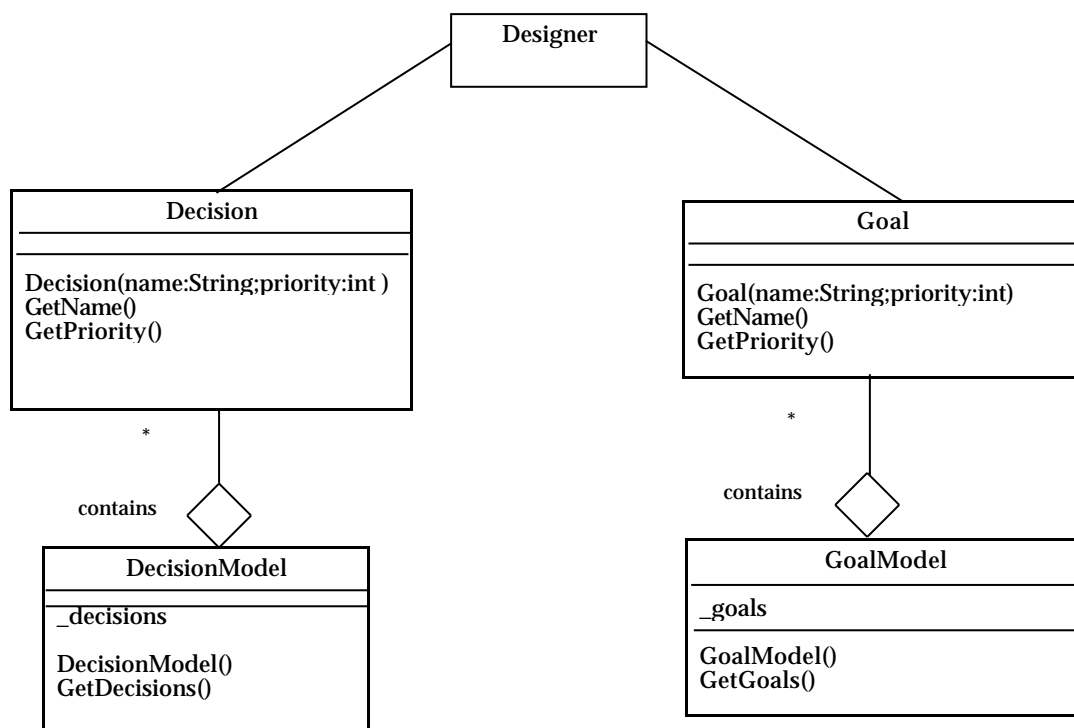 Designer
Decision
Decision(name:String;priority:int )
GetName()
GetPriority()
Goal
Goal(name:String;priority:int)
GetName()
GetPriority()
*
contains
*
contains
DecisionModel
_decisions
DecisionModel()
GetDecisions()
GoalModel
_goals
GoalModel()
GetGoals()